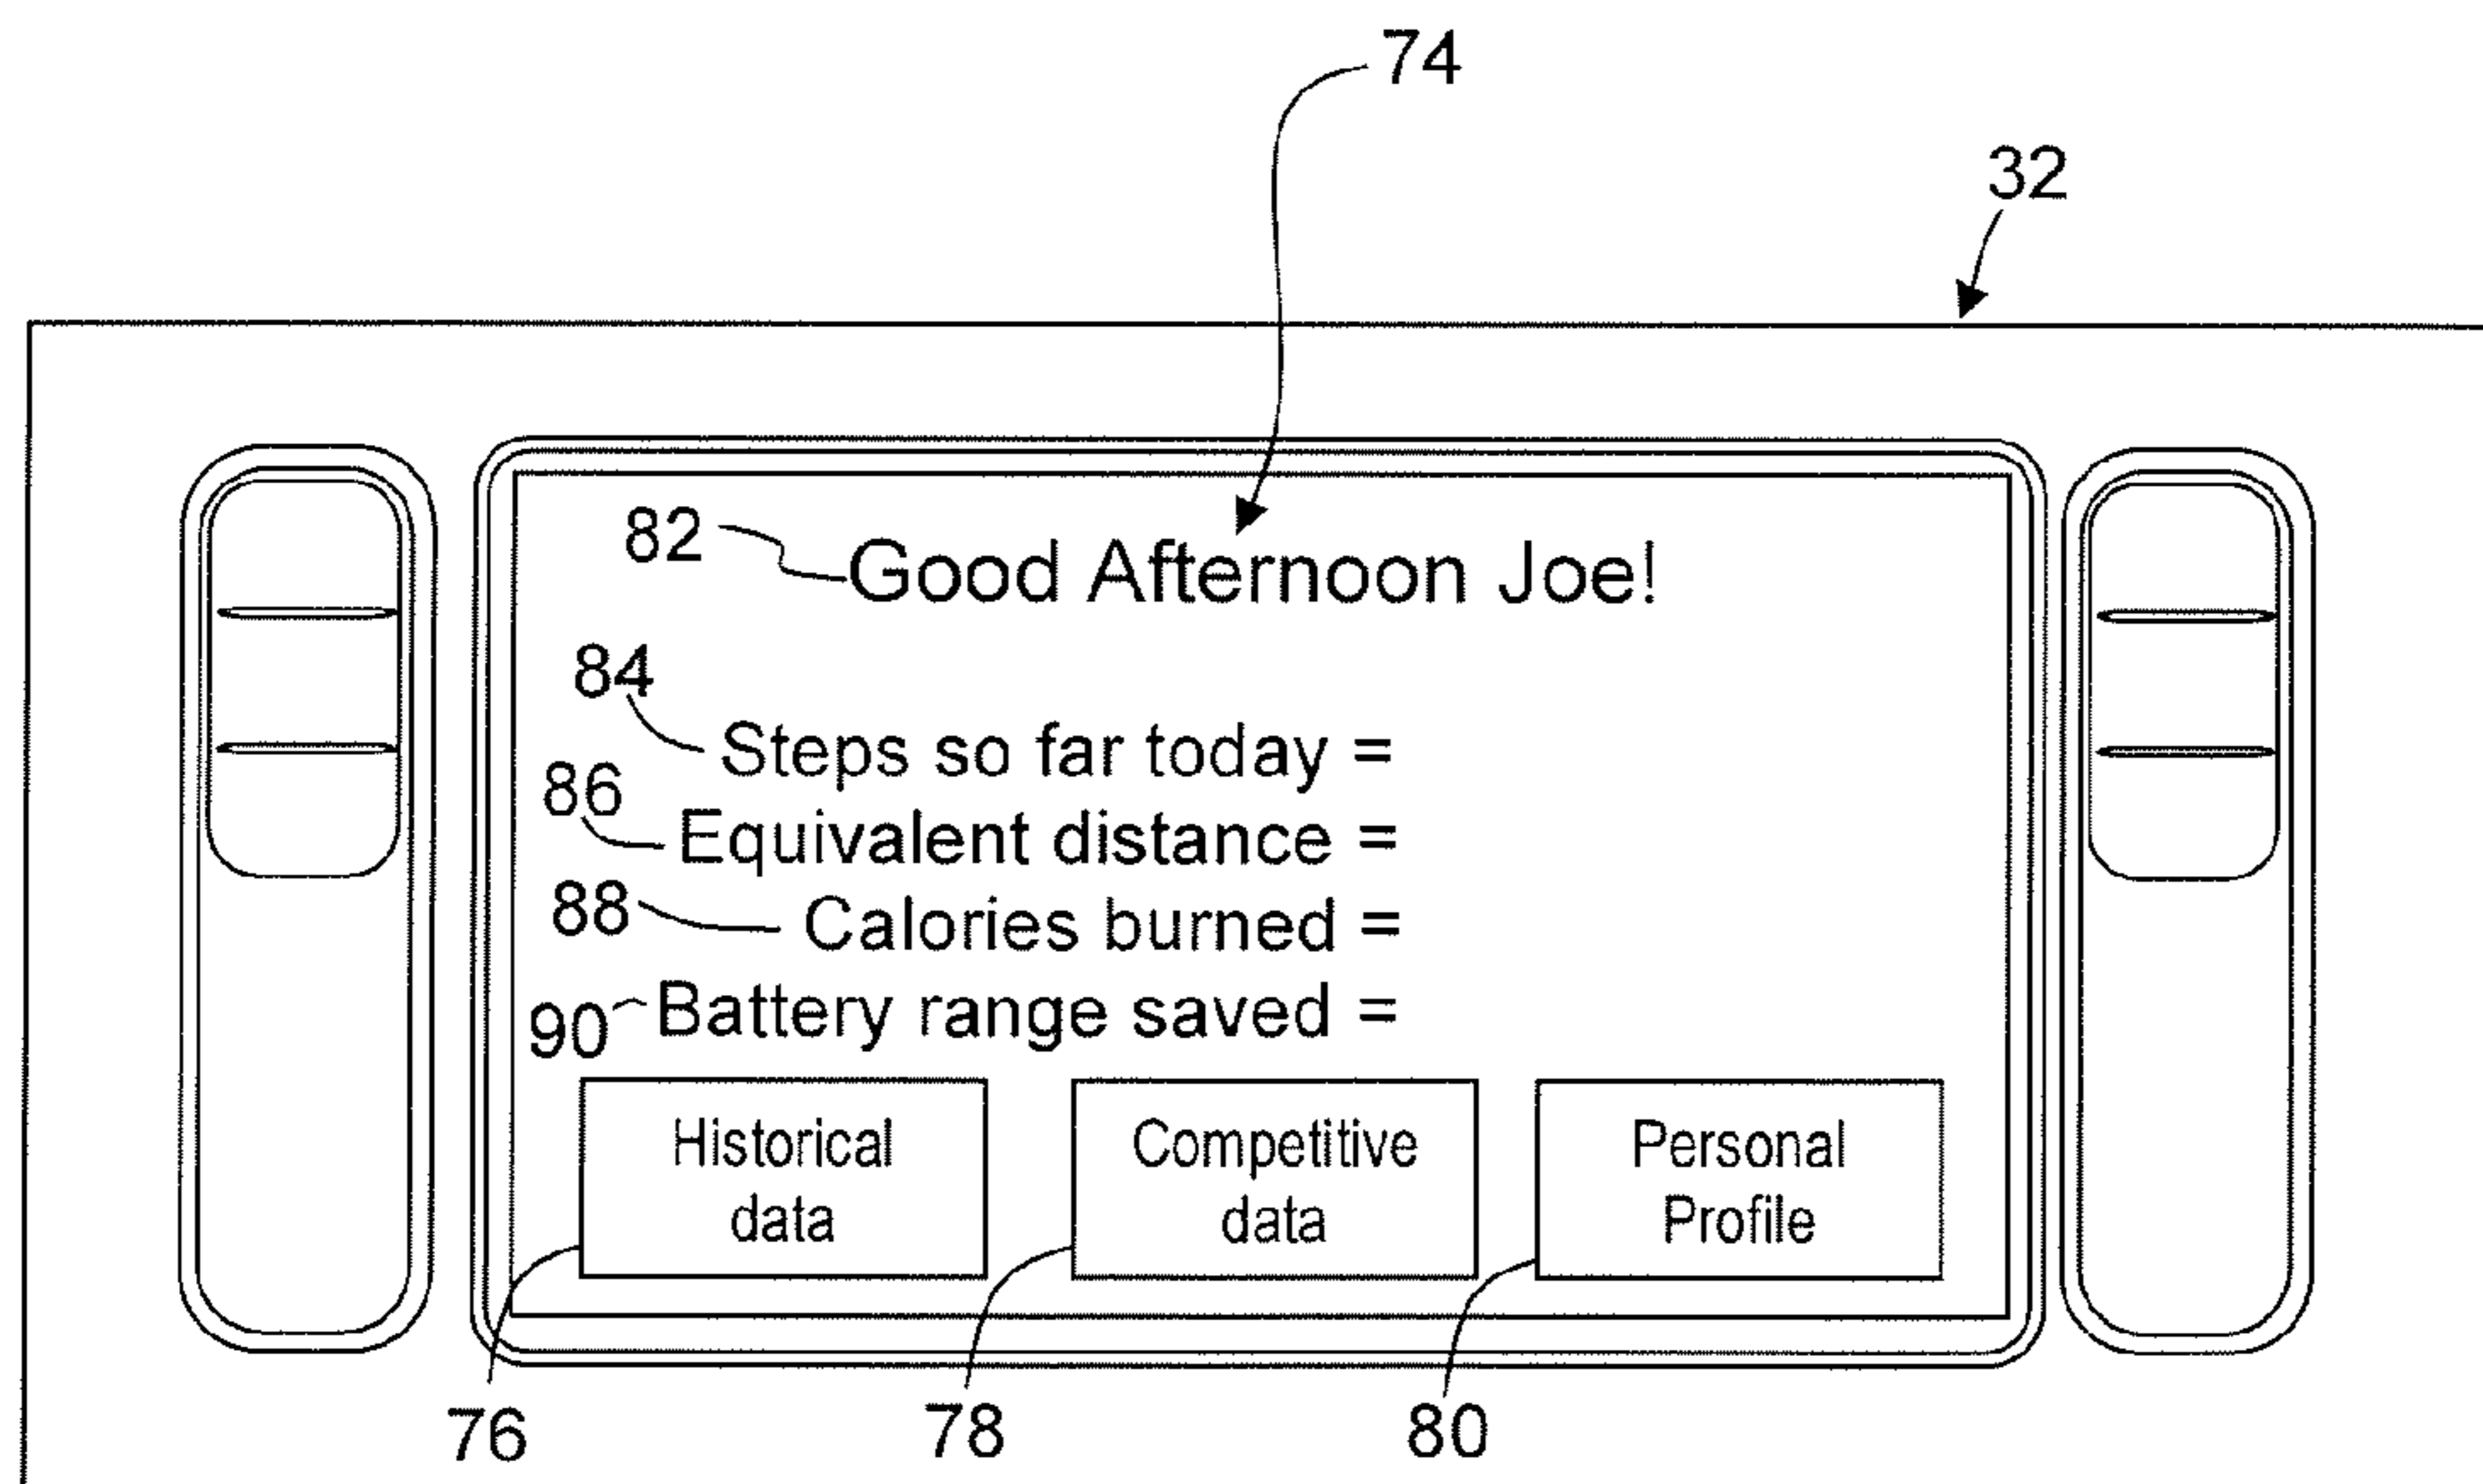 74
32
82 Good Afternoon Joe!
84
Steps so far today =
86
Equivalent distance =
88 Calories burned =
90 Battery range saved =
Historical
data
Competitive
data
Personal
Profile
76
78
80